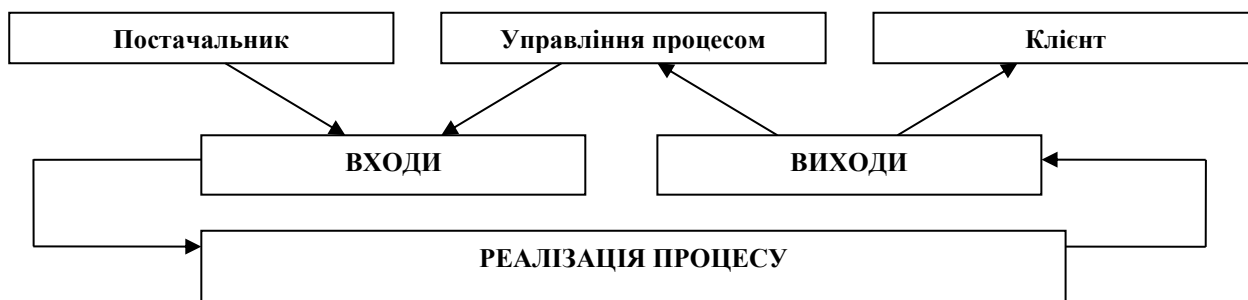 Постачальник
Управління процесом
Клієнт
ВХОДИ
ВИХОДИ
РЕАЛІЗАЦІЯ ПРОЦЕСУ